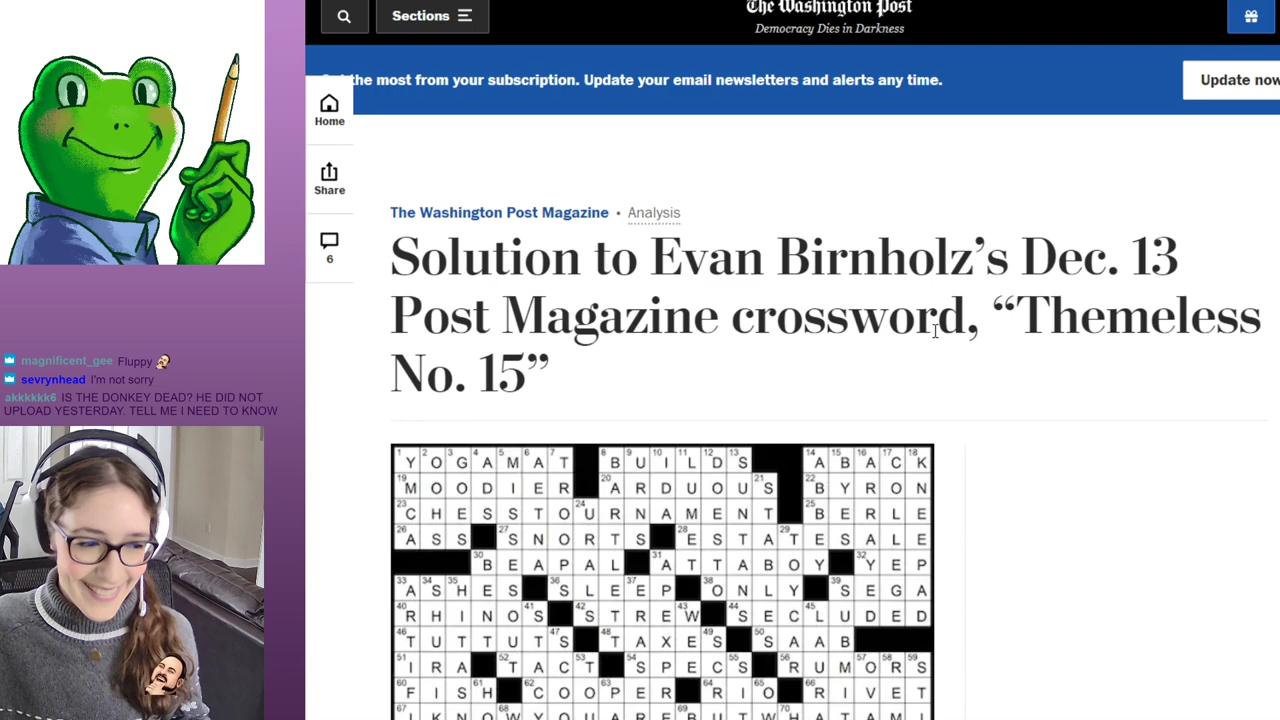 The Washington Post
Democracy Dies in Darkness
Sections
the most from your subscription. Update your email newsletters and alerts any time.
Update now
Home
Share
6
The Washington Post Magazine • Analysis
Solution to Evan Birnholz’s Dec. 13
Post Magazine crossword, “Themeless
No. 15”
magnificent_gee Fluppy
sevrynhead I'm not sorry
akkkkkk6 IS THE DONKEY DEAD? HE DID NOT
UPLOAD YESTERDAY. TELL ME I NEED TO KNOW
YOGAMAT BUILDS ABACK
MOODIER ARDUOUS BYRON
CHESSTOURNAMENT BERLE
ASS SNORTS ESTATESALE
BEAPAL ATTABOY YEP
ASHES SLEEP ONLY SEGA
RHINOS STREW SECLUDED
TUTTUTS TAXES SAAB
IRA TACT SPECS RUMORS
FISH COOPER RIO RIVET
IKNOWYOUAREBUTWHATAMI